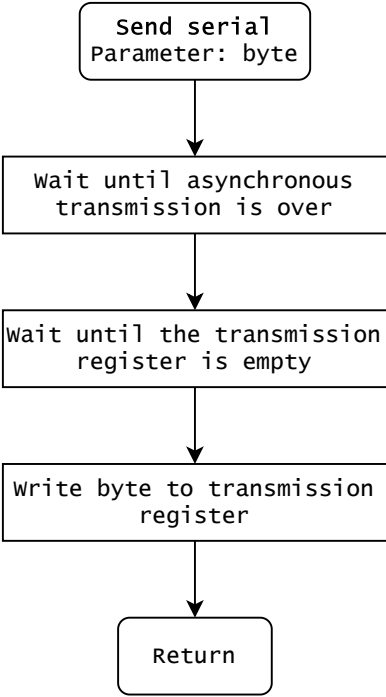 Send serial
Parameter: byte
Wait until asynchronous
transmission is over
Wait until the transmission
register is empty
Write byte to transmission
register
Return